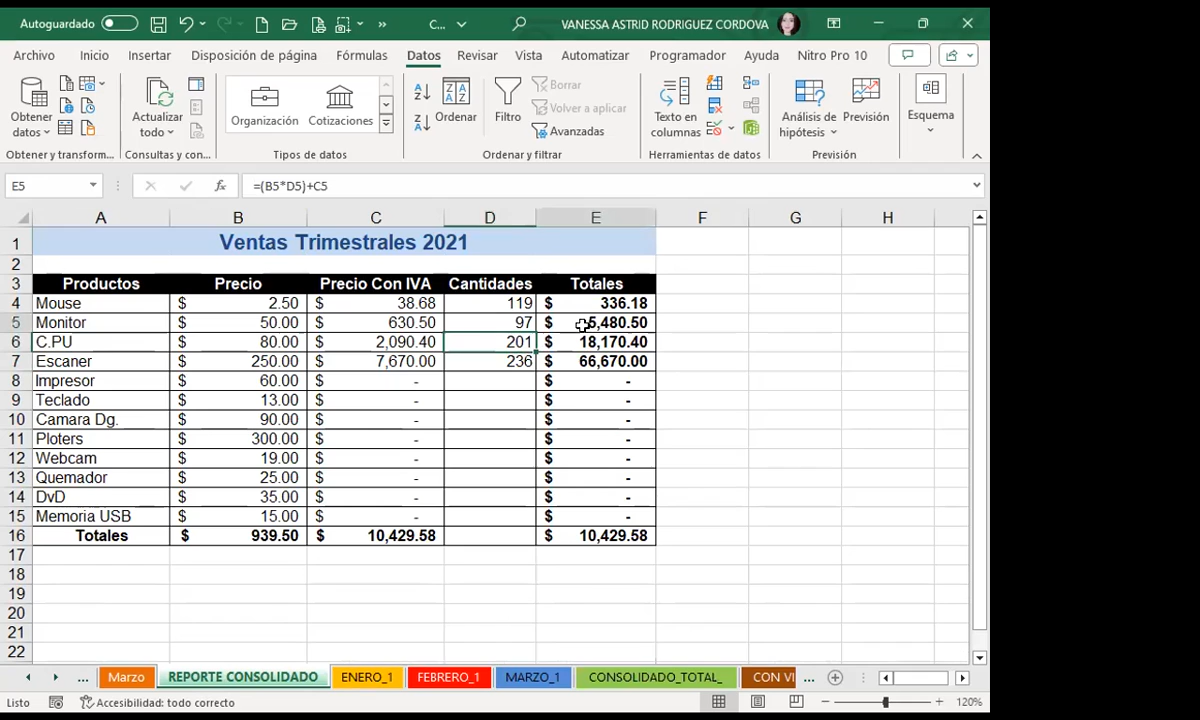 Autoguardado C... VANESSA ASTRID RODRIGUEZ CORDOVA
Archivo Inicio Insertar Disposición de página Fórmulas Datos Revisar Vista Automatizar Programador Ayuda Nitro Pro 10
Obtener datos Actualizar todo Organización Cotizaciones Ordenar Filtro Borrar Volver a aplicar Avanzadas Texto en columnas Análisis de hipótesis Previsión Esquema
Obtener y transform... Consultas y con... Tipos de datos Ordenar y filtrar Herramientas de datos Previsión
E5 fx =(B5*D5)+C5
A B C D E F G H
1 Ventas Trimestrales 2021
2
3 Productos Precio Precio Con IVA Cantidades Totales
4 Mouse $ 2.50 $ 38.68 119 $ 336.18
5 Monitor $ 50.00 $ 630.50 97 $ 5,480.50
6 C.PU $ 80.00 $ 2,090.40 201 $ 18,170.40
7 Escaner $ 250.00 $ 7,670.00 236 $ 66,670.00
8 Impresor $ 60.00 $ - $ -
9 Teclado $ 13.00 $ - $ -
10 Camara Dg. $ 90.00 $ - $ -
11 Ploters $ 300.00 $ - $ -
12 Webcam $ 19.00 $ - $ -
13 Quemador $ 25.00 $ - $ -
14 DvD $ 35.00 $ - $ -
15 Memoria USB $ 15.00 $ - $ -
16 Totales $ 939.50 $ 10,429.58 $ 10,429.58
17
18
19
20
21
22
... Marzo REPORTE CONSOLIDADO ENERO_1 FEBRERO_1 MARZO_1 CONSOLIDADO_TOTAL_ CON VI ...
Listo Accesibilidad: todo correcto 120%